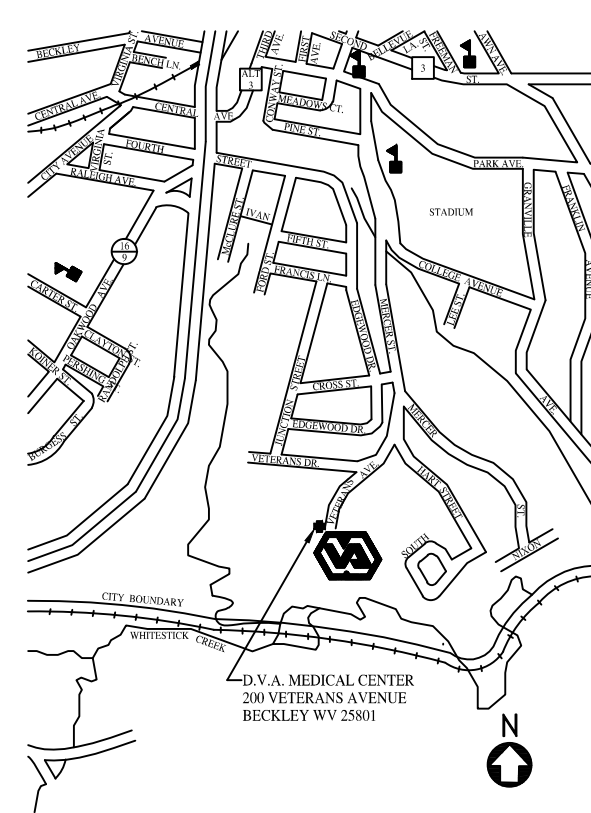 BECKLEY
AVENUE
VIRGINIA ST.
BENCH LN.
THIRD AVE.
FIRST AVE.
SECOND
BELLEVUE LA.
ST.
FREEMAN
AWN AVE.
ALT
3
3
ST.
CONWAY ST.
MEADOWS CT.
CENTRAL AVE.
CENTRAL
AVE
PINE ST.
CITY AVENUE
VIRGINIA ST.
FOURTH
STREET
RALEIGH AVE.
PARK AVE.
GRANVILLE
FRANKLIN
AVENUE
STADIUM
McCLURE ST.
IVAN
FIFTH ST.
FORD ST.
FRANCIS LN.
16
9
COLLEGE AVENUE
LEE ST.
CARTER ST.
OAKWOOD AVE
CLAYTON ST.
PERSHING
RANDOLPH ST.
KOINER ST.
BURGESS ST.
EDGEWOOD DR.
MERCER ST.
CROSS ST.
JUNCTION STREET
EDGEWOOD DR.
AVE.
MERCER
ST.
VETERANS DR.
VETERANS AVE.
HART STREET
VA
SOUTH
NIXON
CITY BOUNDARY
WHITESTICK CREEK
D.V.A. MEDICAL CENTER
200 VETERANS AVENUE
BECKLEY WV 25801
N